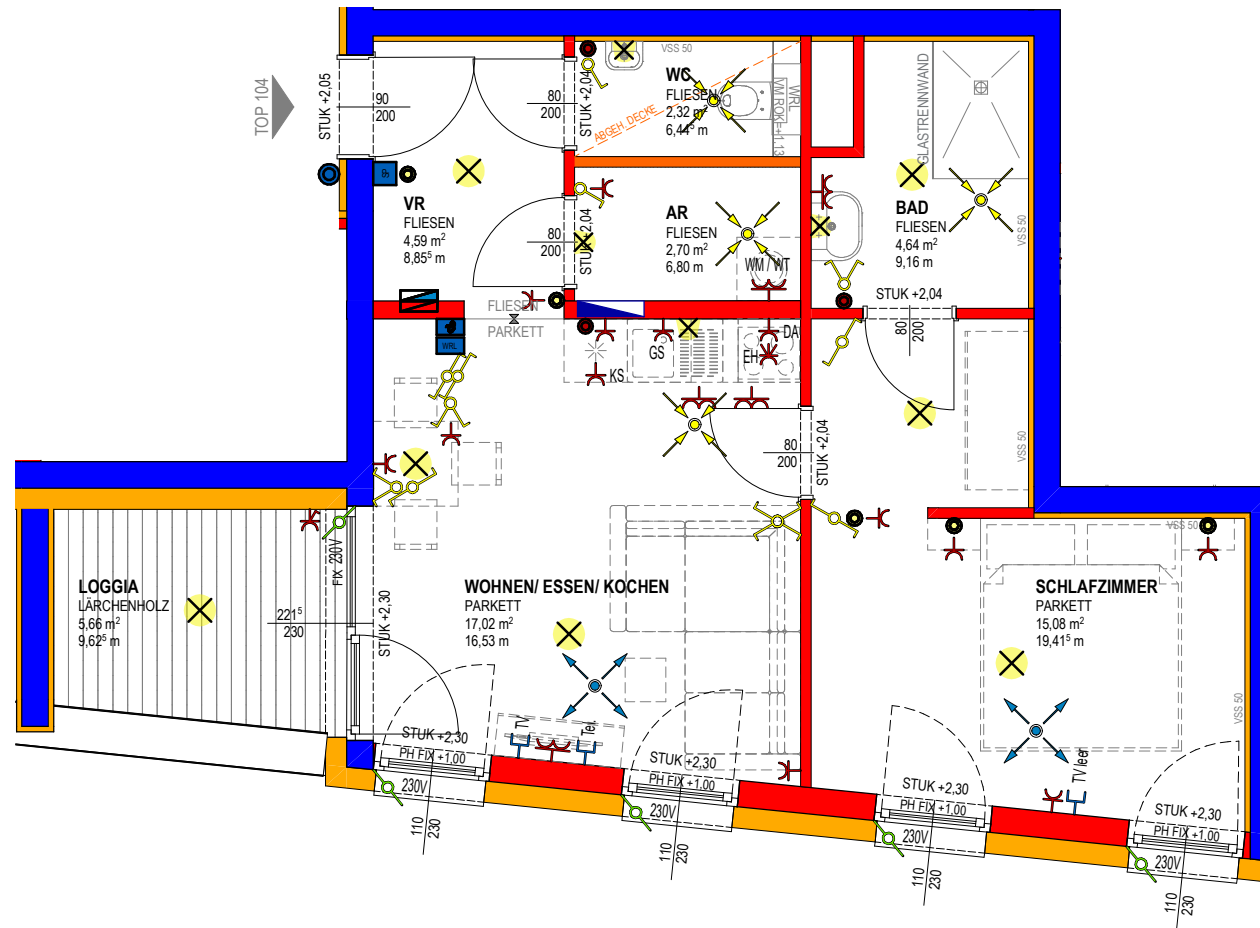 TOP 104
STUK +2,05
90
200
VR
FLIESEN
4,59 m²
8,85⁵ m
80
200
STUK +2,04
WC
FLIESEN
2,32 m²
6,44⁵ m
VSS 50
ABGEH. DECKE
WRL
VM ROK=+1,13
80
200
STUK +2,04
AR
FLIESEN
2,70 m²
6,80 m
WM / WT
GLASTRENNWAND
BAD
FLIESEN
4,64 m²
9,16 m
VSS 50
STUK +2,04
80
200
FLIESEN
PARKETT
WRL
KS
GS
EH
DA
80
200
STUK +2,04
VSS 50
VSS 50
LOGGIA
LÄRCHENHOLZ
5,66 m²
9,62⁵ m
FIX 230V
221⁵
230
STUK +2,30
WOHNEN/ ESSEN/ KOCHEN
PARKETT
17,02 m²
16,53 m
SCHLAFZIMMER
PARKETT
15,08 m²
19,41⁵ m
VSS 50
TV
Tel.
TV leer
STUK +2,30
PH FIX +1,00
230V
110
230
STUK +2,30
PH FIX +1,00
230V
110
230
STUK +2,30
PH FIX +1,00
230V
110
230
STUK +2,30
PH FIX +1,00
230V
110
230